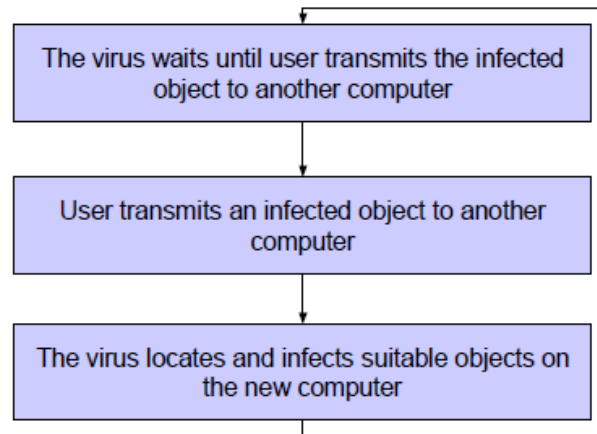 The virus waits until user transmits the infected
object to another computer
User transmits an infected object to another
computer
The virus locates and infects suitable objects on
the new computer